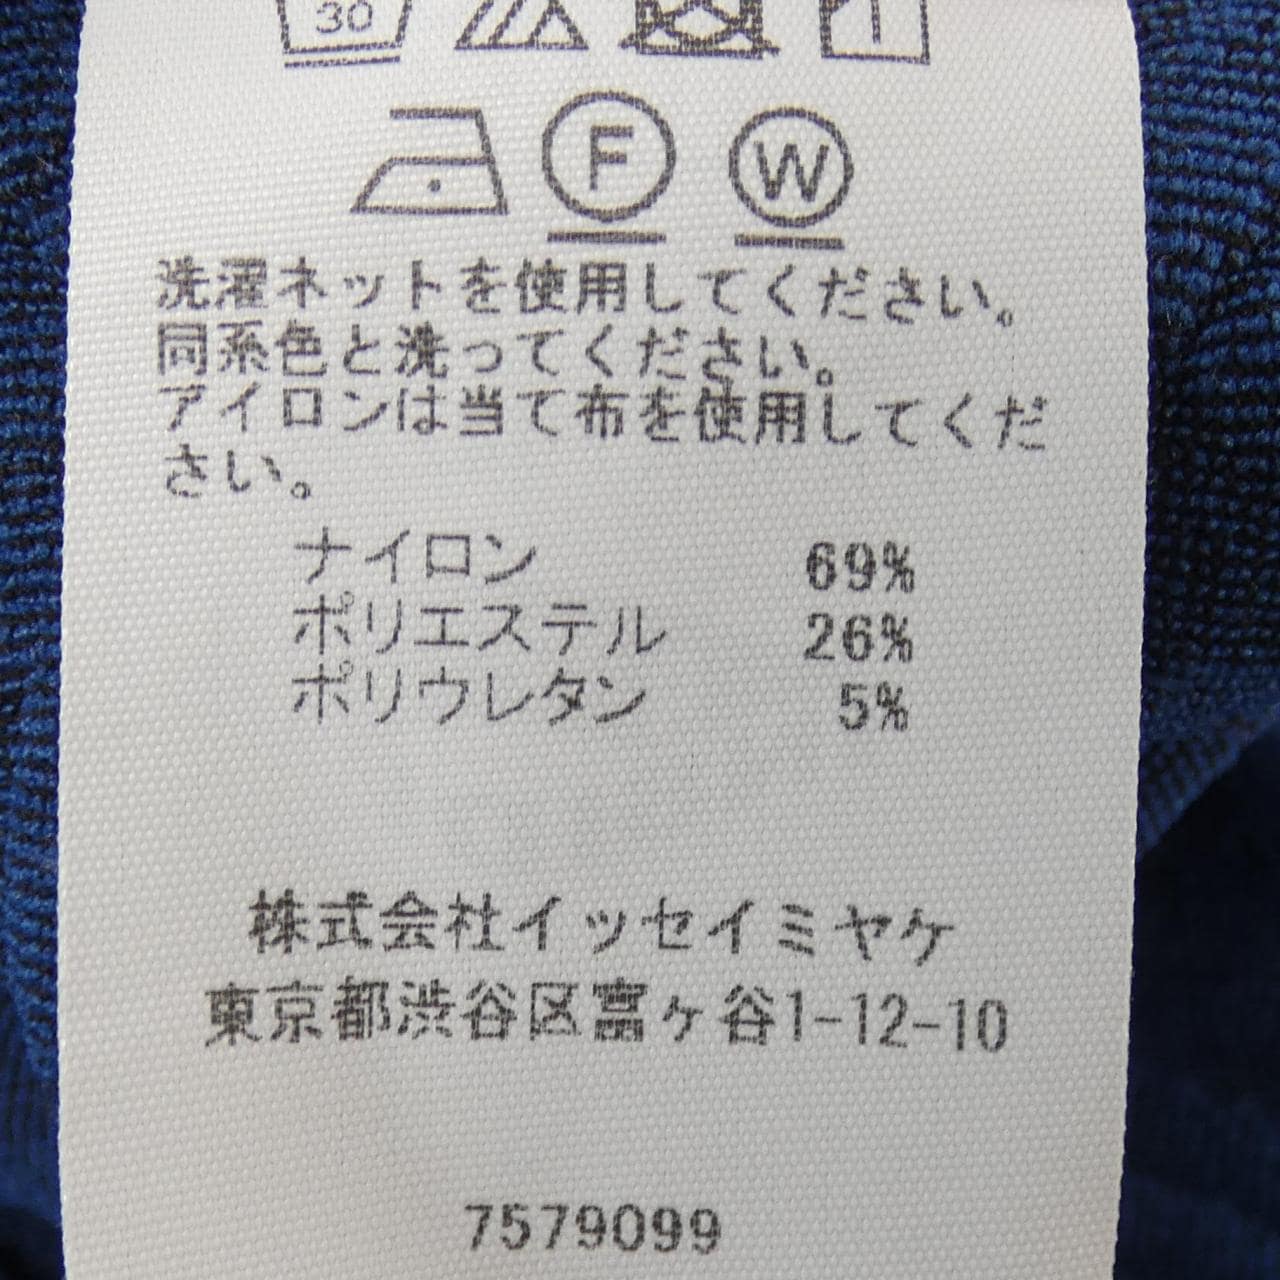 30
F W
洗濯ネットを使用してください。
同系色と洗ってください。
アイロンは当て布を使用してくだ
さい。
ナイロン 69%
ポリエステル 26%
ポリウレタン 5%
株式会社イッセイミヤケ
東京都渋谷区富ヶ谷1-12-10
7579099